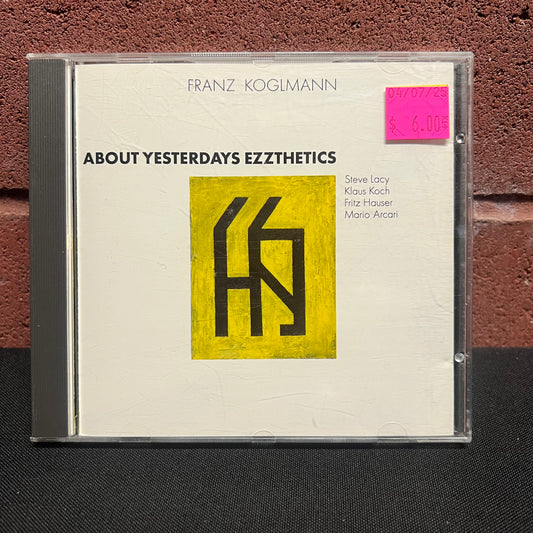 FRANZ KOGLMANN
04/07/25
$ 6.00
ABOUT YESTERDAYS EZZTHETICS
Steve Lacy
Klaus Koch
Fritz Hauser
Mario Arcari